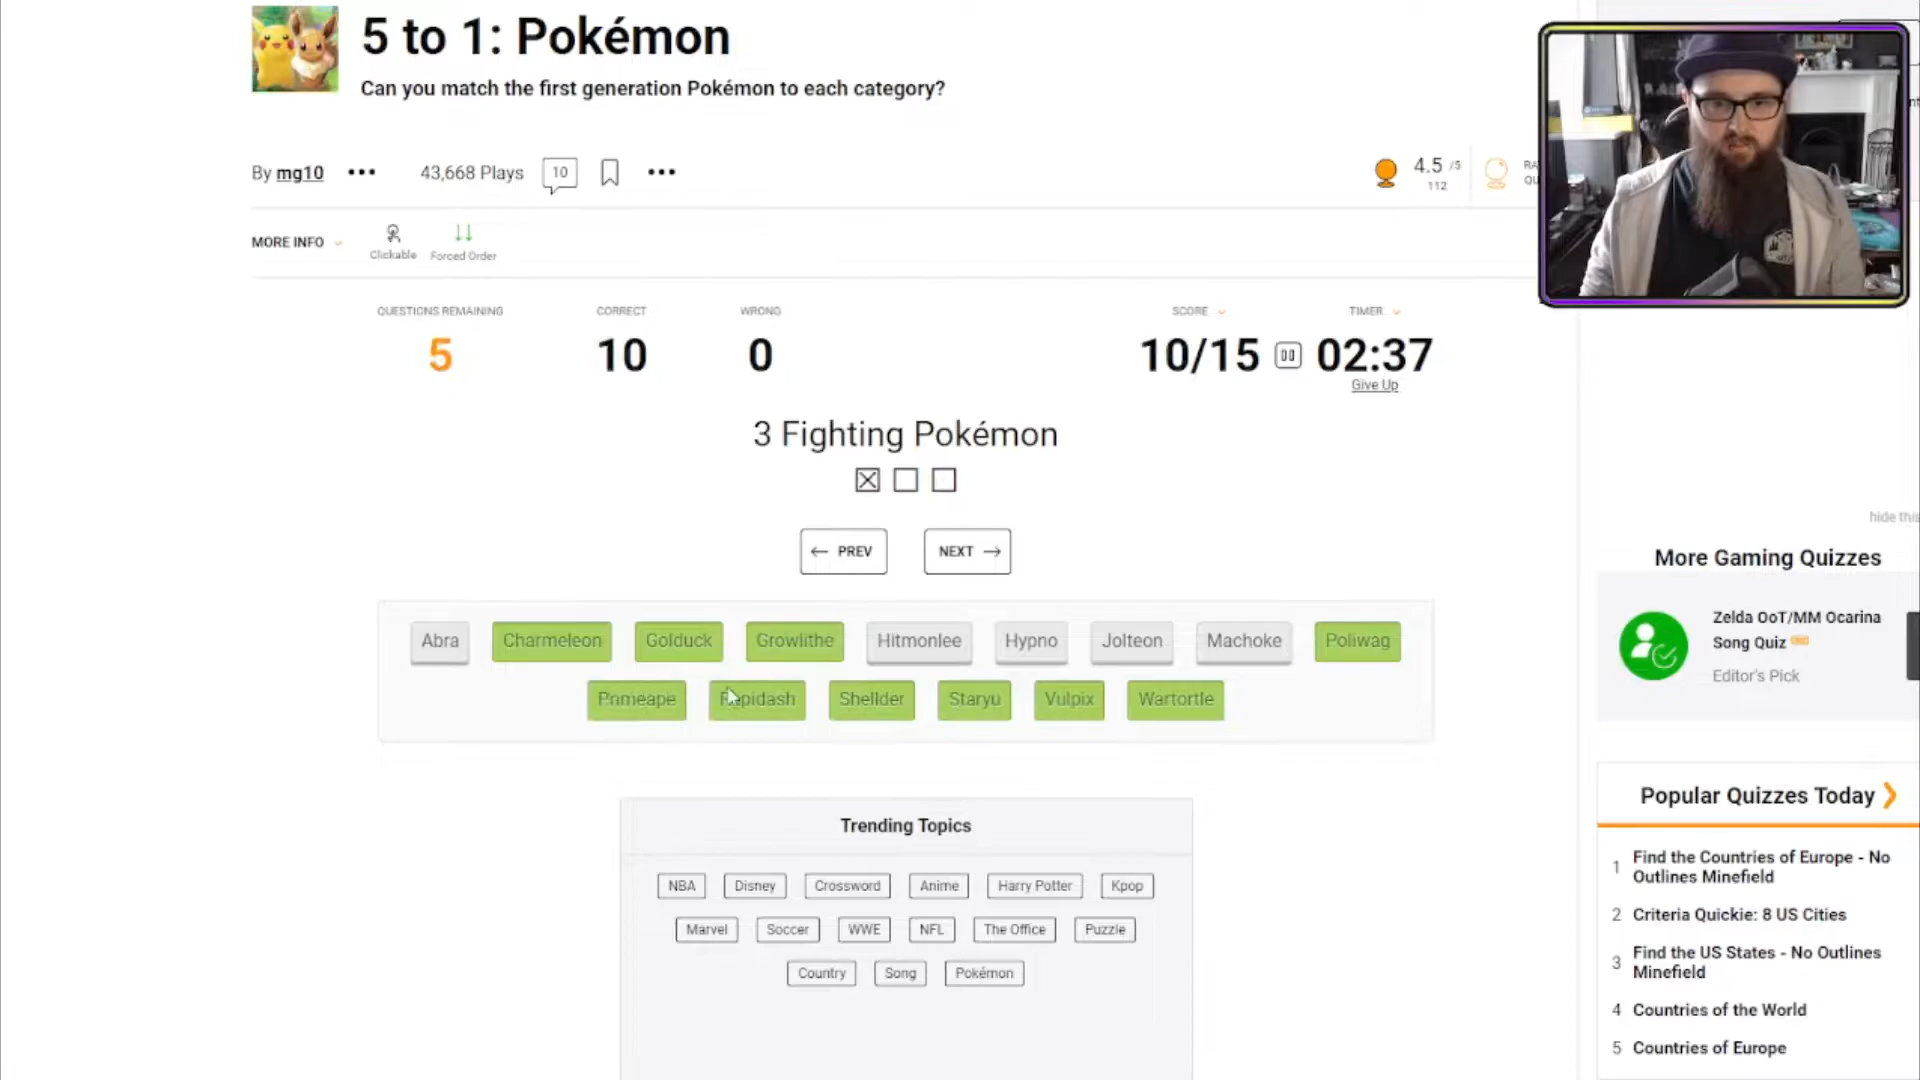 5 to 1: Pokémon
Can you match the first generation Pokémon to each category?
By mg10 ••• 43,668 Plays 10 •••
4.5 /5
112
MORE INFO
Clickable
Forced Order
QUESTIONS REMAINING
5
CORRECT
10
WRONG
0
SCORE
10/15
TIMER
02:37
Give Up
3 Fighting Pokémon
← PREV
NEXT →
Abra Charmeleon Golduck Growlithe Hitmonlee Hypno Jolteon Machoke Poliwag
Primeape Rapidash Shellder Staryu Vulpix Wartortle
Trending Topics
NBA Disney Crossword Anime Harry Potter Kpop
Marvel Soccer WWE NFL The Office Puzzle
Country Song Pokémon
hide this
More Gaming Quizzes
Zelda OoT/MM Ocarina
Song Quiz
Editor's Pick
Popular Quizzes Today
1 Find the Countries of Europe - No
Outlines Minefield
2 Criteria Quickie: 8 US Cities
3 Find the US States - No Outlines
Minefield
4 Countries of the World
5 Countries of Europe